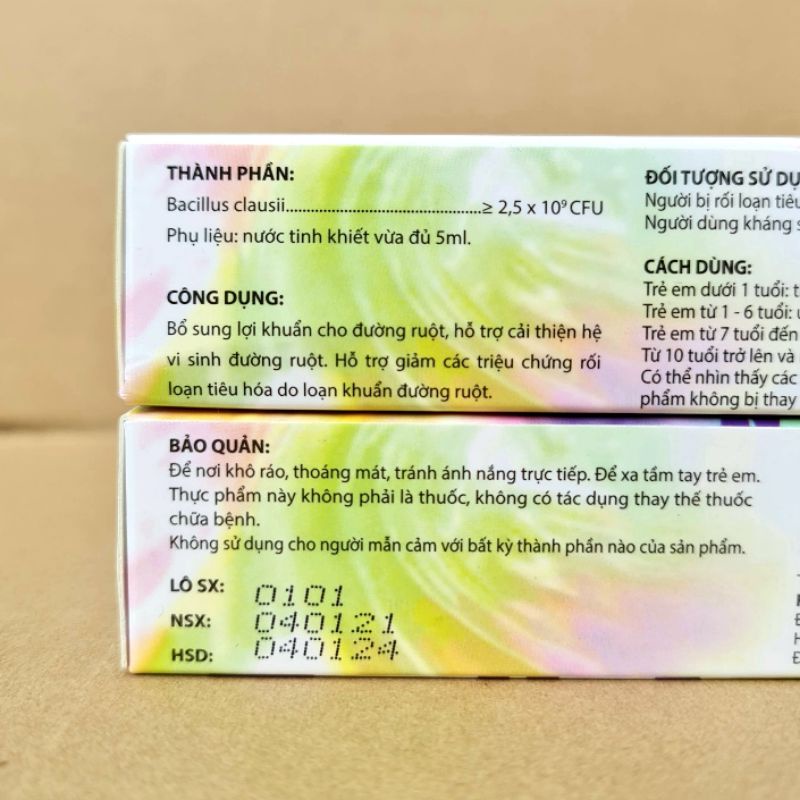 THÀNH PHẦN:
Bacillus clausii...............................................≥ 2,5 x 10⁹ CFU
Phụ liệu: nước tinh khiết vừa đủ 5ml.
CÔNG DỤNG:
Bổ sung lợi khuẩn cho đường ruột, hỗ trợ cải thiện hệ
vi sinh đường ruột. Hỗ trợ giảm các triệu chứng rối
loạn tiêu hóa do loạn khuẩn đường ruột.
ĐỐI TƯỢNG SỬ
Người bị rối loạn
Người dùng kháng
CÁCH DÙNG:
Trẻ em dưới 1 tuổi:
Trẻ em từ 1 - 6 tuổi:
Trẻ em từ 7 tuổi đến
Từ 10 tuổi trở lên và
Có thể nhìn thấy các
phẩm không bị thay
BẢO QUẢN:
Để nơi khô ráo, thoáng mát, tránh ánh nắng trực tiếp. Để xa tầm tay trẻ em.
Thực phẩm này không phải là thuốc, không có tác dụng thay thế thuốc
chữa bệnh.
Không sử dụng cho người mẫn cảm với bất kỳ thành phần nào của sản phẩm.
LÔ SX: 0101
NSX: 040121
HSD: 040124